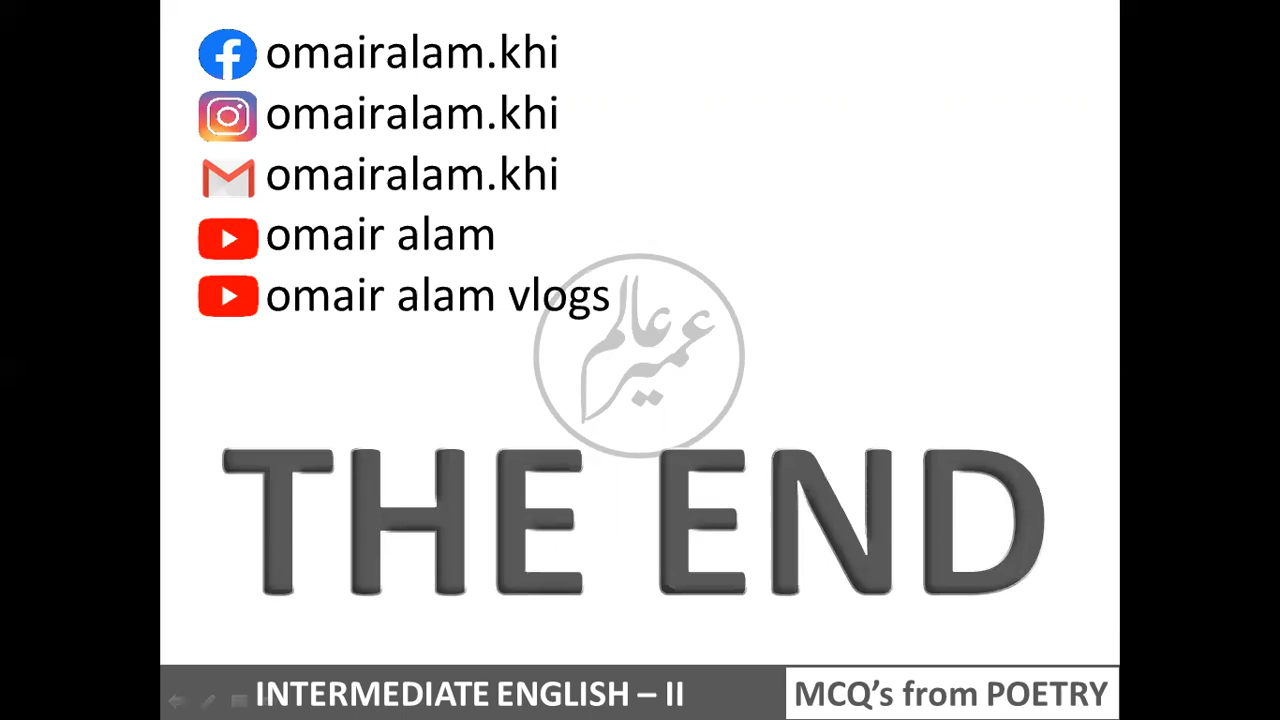 omairalam.khi
omairalam.khi
omairalam.khi
omair alam
omair alam vlogs
عمیر عالم
THE END
INTERMEDIATE ENGLISH – II
MCQ’s from POETRY